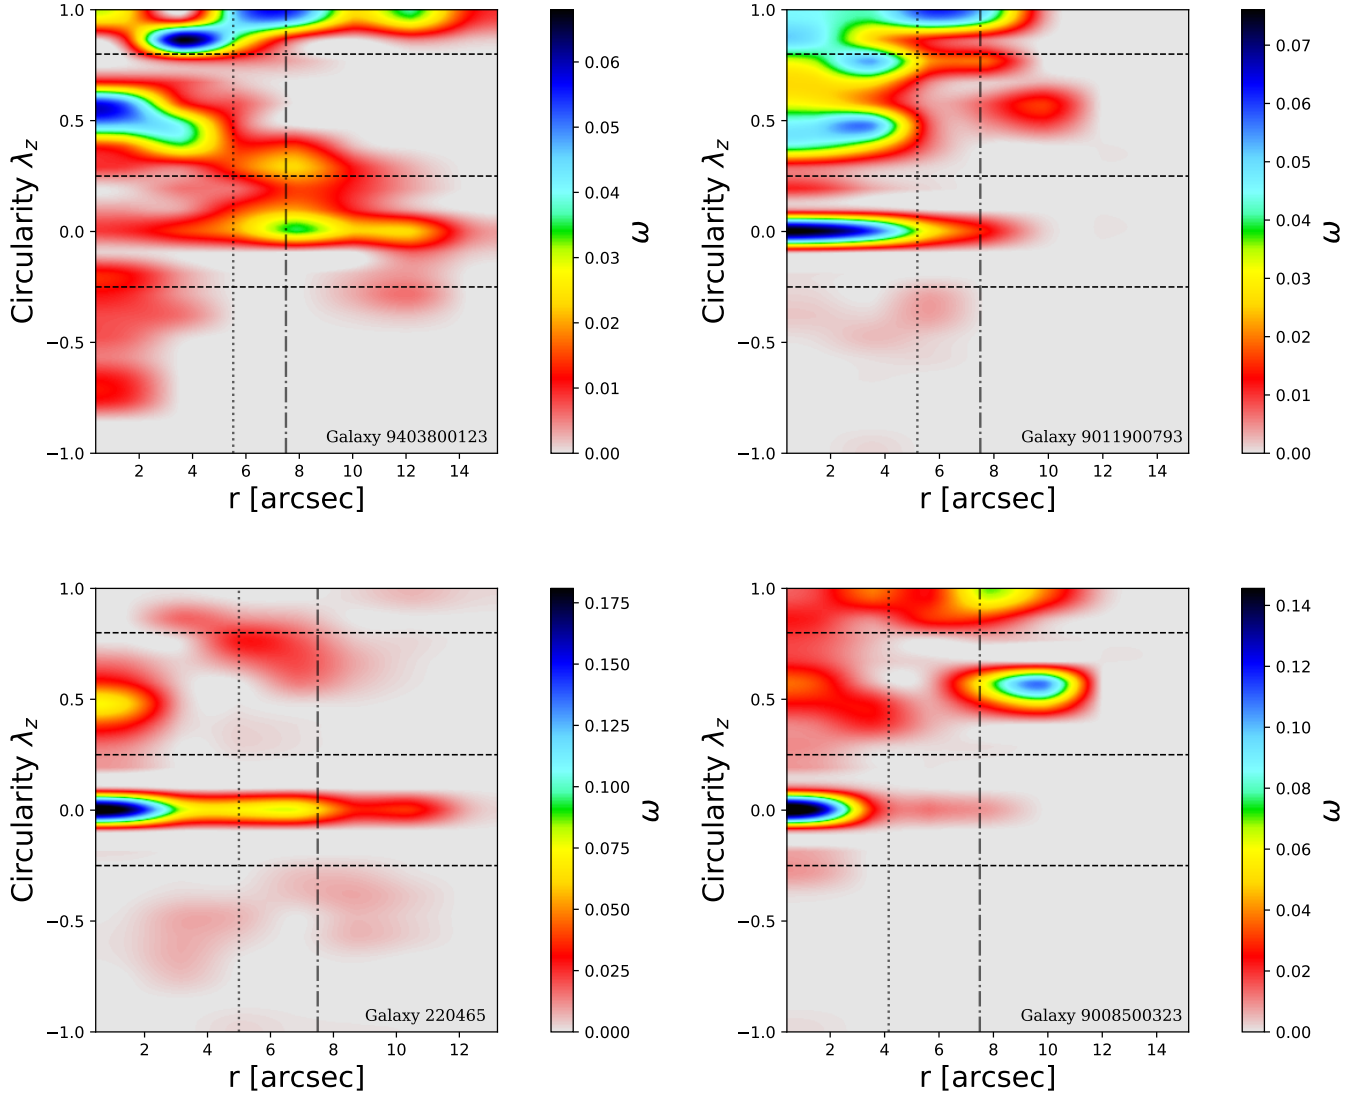 1.0
0.5
0.0
−0.5
−1.0
Circularity λz
2 4 6 8 10 12 14
r [arcsec]
Galaxy 9403800123
0.06
0.05
0.04
0.03
0.02
0.01
0.00
ω
1.0
0.5
0.0
−0.5
−1.0
Circularity λz
2 4 6 8 10 12 14
r [arcsec]
Galaxy 9011900793
0.07
0.06
0.05
0.04
0.03
0.02
0.01
0.00
ω
1.0
0.5
0.0
−0.5
−1.0
Circularity λz
2 4 6 8 10 12
r [arcsec]
Galaxy 220465
0.175
0.150
0.125
0.100
0.075
0.050
0.025
0.000
ω
1.0
0.5
0.0
−0.5
−1.0
Circularity λz
2 4 6 8 10 12 14
r [arcsec]
Galaxy 9008500323
0.14
0.12
0.10
0.08
0.06
0.04
0.02
0.00
ω